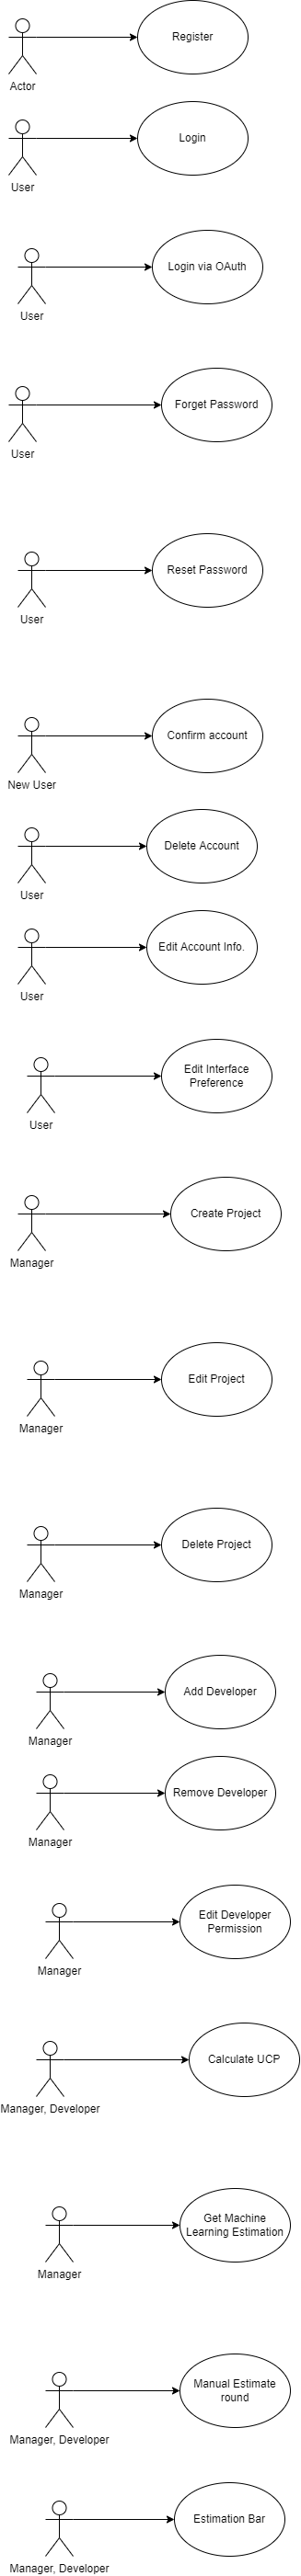 Register
Actor
Login
User
Login via OAuth
User
Forget Password
User
Reset Password
User
Confirm account
New User
Delete Account
User
Edit Account Info.
User
Edit Interface
Preference
User
Create Project
Manager
Edit Project
Manager
Delete Project
Manager
Add Developer
Manager
Remove Developer
Manager
Edit Developer
Permission
Manager
Calculate UCP
Manager, Developer
Get Machine
Learning Estimation
Manager
Manual Estimate
round
Manager, Developer
Estimation Bar
Manager, Developer